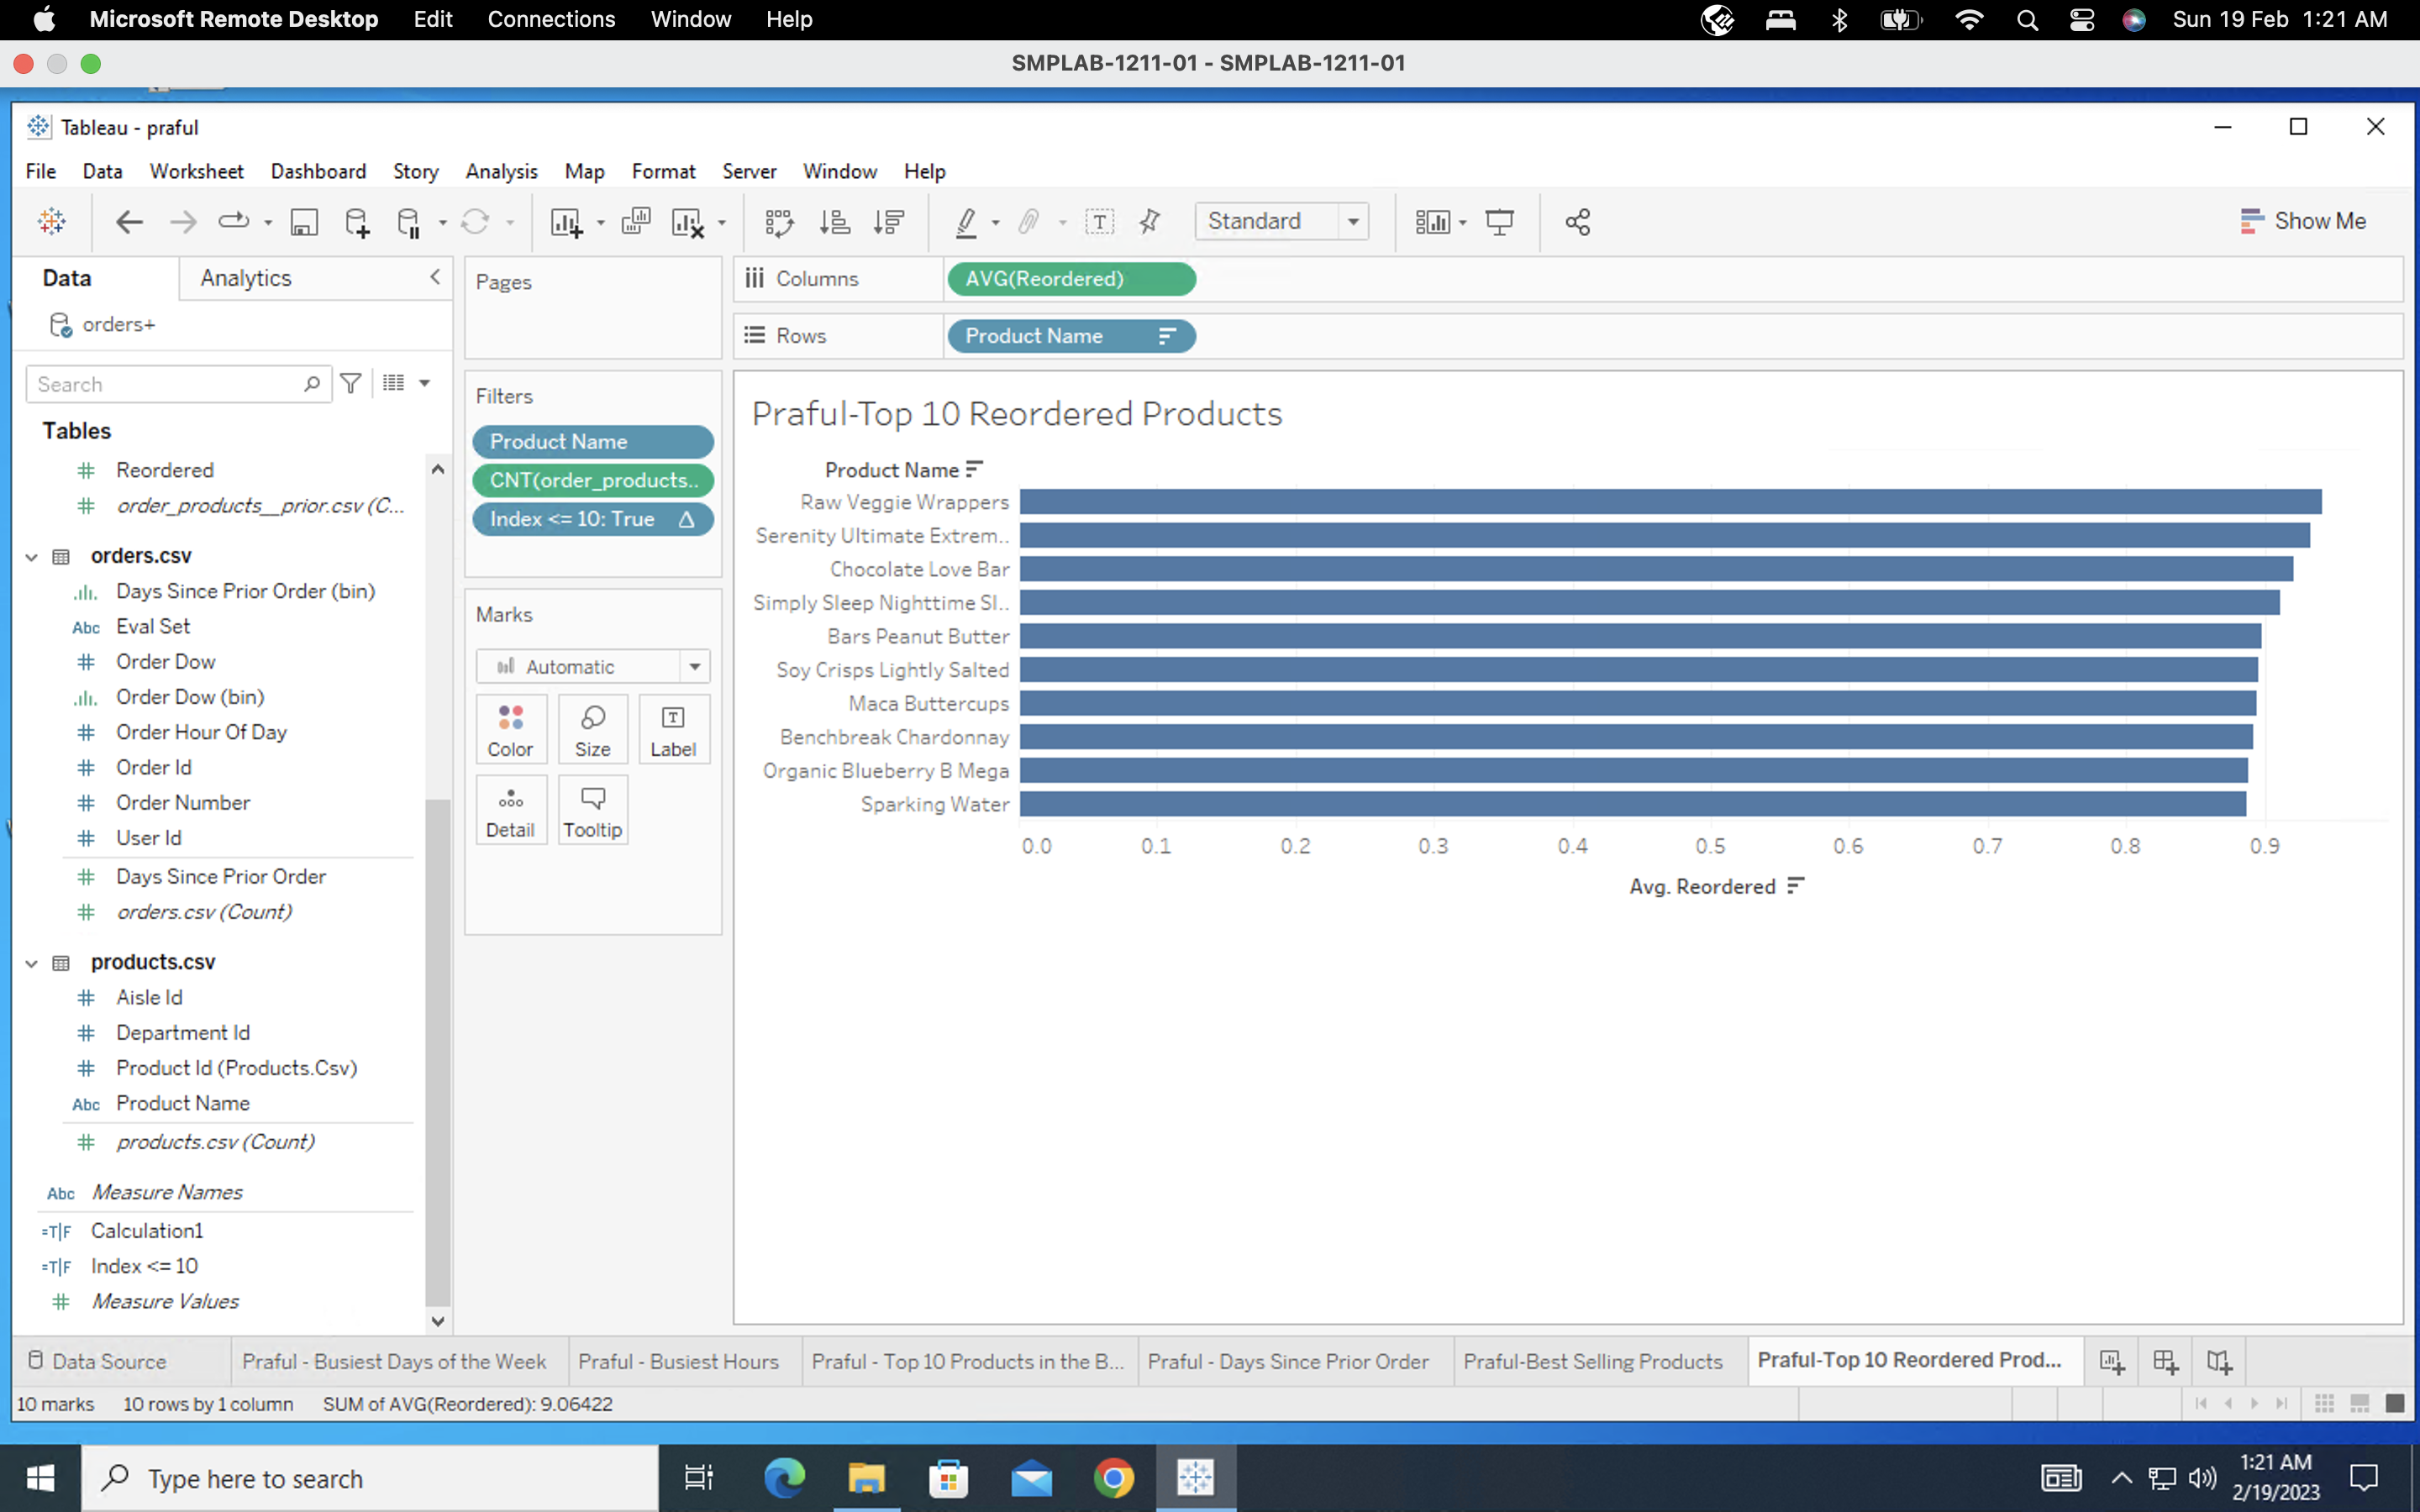 Microsoft Remote Desktop Edit Connections Window Help Sun 19 Feb 1:21 AM
SMPLAB-1211-01 - SMPLAB-1211-01
Tableau - praful
File Data Worksheet Dashboard Story Analysis Map Format Server Window Help
Standard Show Me
Data Analytics
orders+
Search
Tables
Reordered
order_products__prior.csv (C...
orders.csv
Days Since Prior Order (bin)
Abc Eval Set
Order Dow
Order Dow (bin)
Order Hour Of Day
Order Id
Order Number
User Id
Days Since Prior Order
orders.csv (Count)
products.csv
Aisle Id
Department Id
Product Id (Products.Csv)
Abc Product Name
products.csv (Count)
Abc Measure Names
=T|F Calculation1
=T|F Index <= 10
Measure Values
Pages
Filters
Product Name
CNT(order_products..
Index <= 10: True
Marks
Automatic
Color Size Label
Detail Tooltip
Columns AVG(Reordered)
Rows Product Name
Praful-Top 10 Reordered Products
Product Name
Raw Veggie Wrappers
Serenity Ultimate Extrem..
Chocolate Love Bar
Simply Sleep Nighttime Sl..
Bars Peanut Butter
Soy Crisps Lightly Salted
Maca Buttercups
Benchbreak Chardonnay
Organic Blueberry B Mega
Sparking Water
0.0 0.1 0.2 0.3 0.4 0.5 0.6 0.7 0.8 0.9
Avg. Reordered
Data Source Praful - Busiest Days of the Week Praful - Busiest Hours Praful - Top 10 Products in the B... Praful - Days Since Prior Order Praful-Best Selling Products Praful-Top 10 Reordered Prod...
10 marks 10 rows by 1 column SUM of AVG(Reordered): 9.06422
Type here to search
1:21 AM
2/19/2023